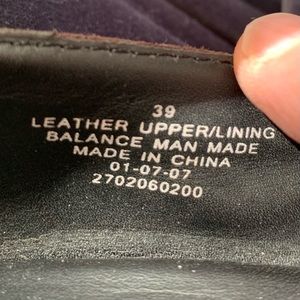 39
LEATHER UPPER/LINING
BALANCE MAN MADE
MADE IN CHINA
01-07-07
2702060200